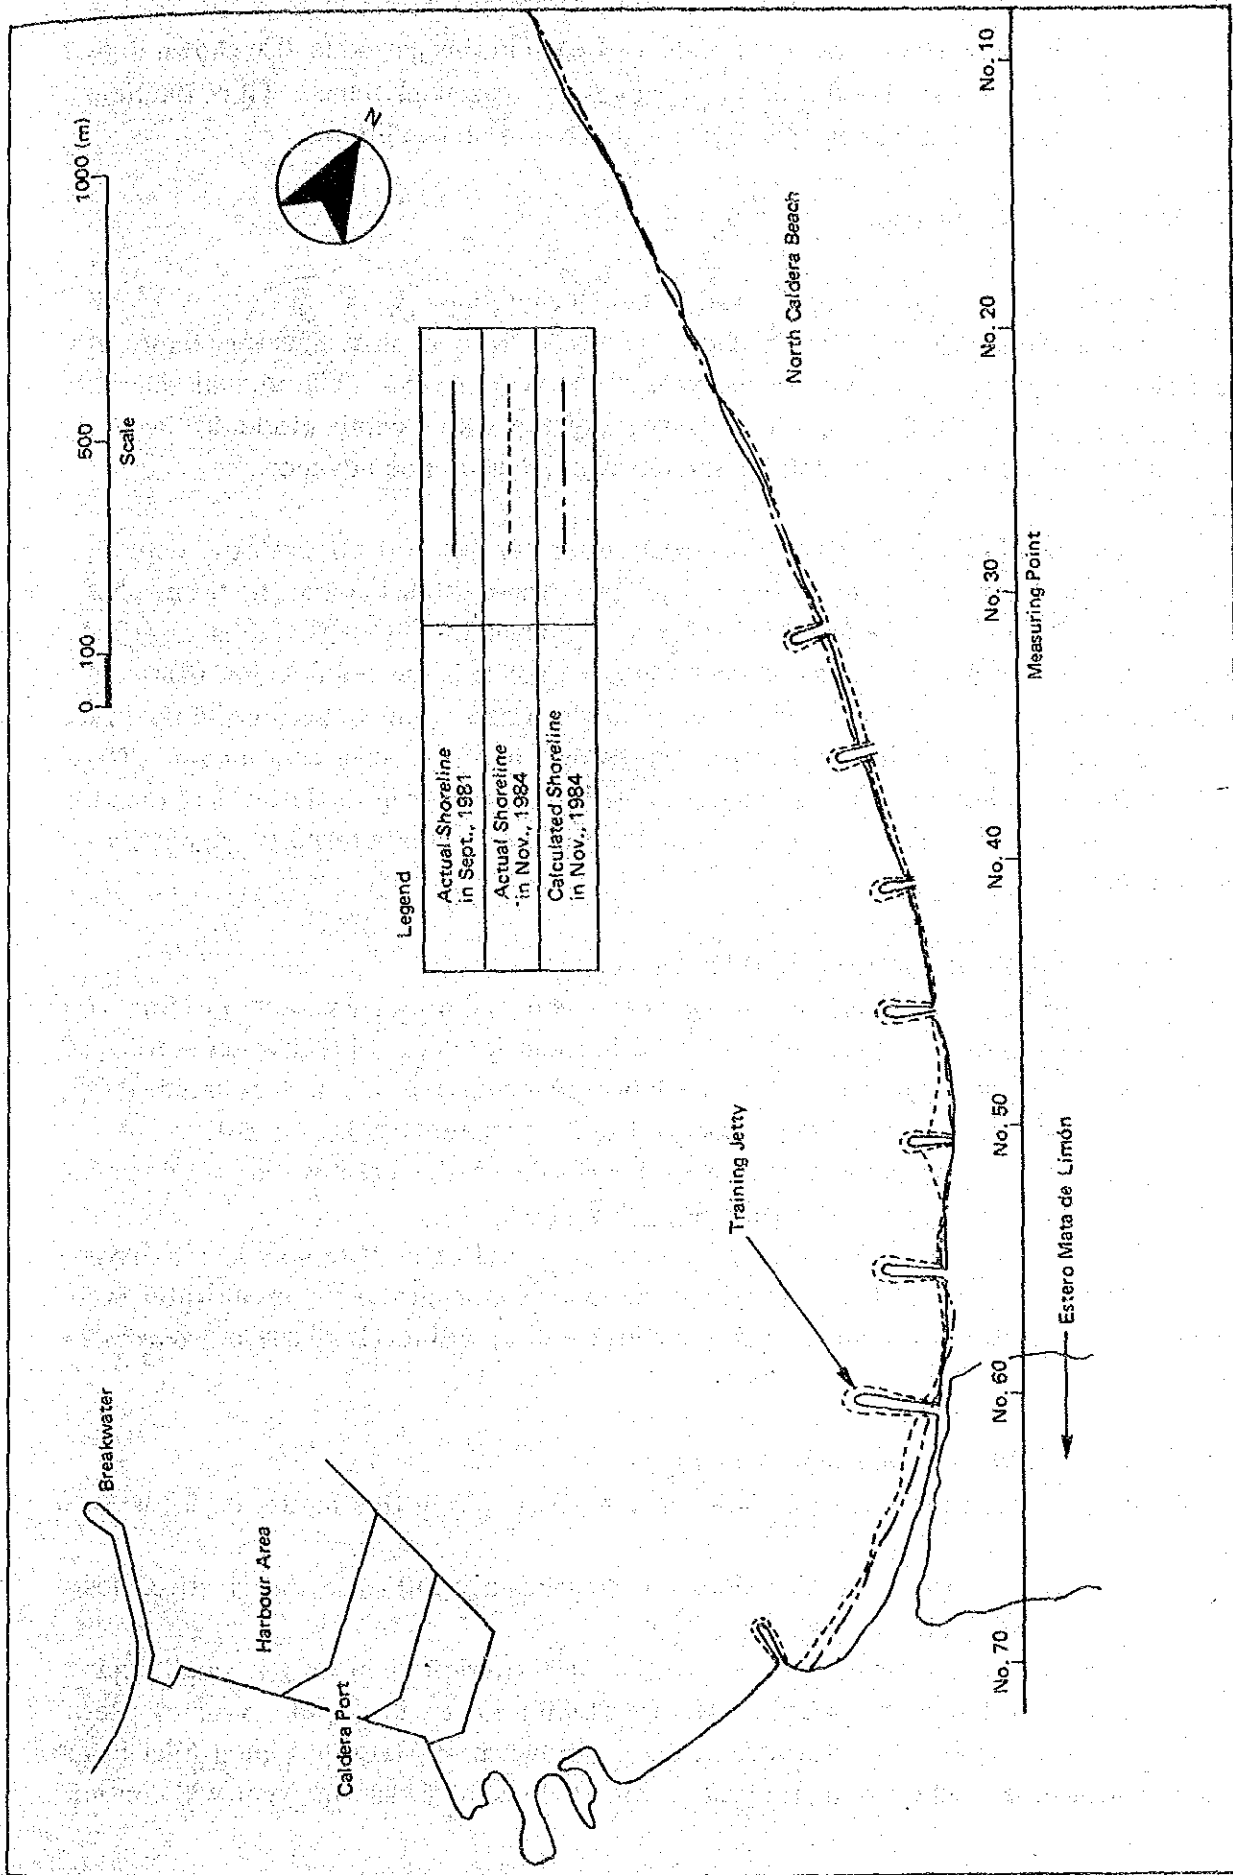 0
100
500
1000 (m)
Scale
N
Legend
Actual Shoreline
in Sept., 1981
Actual Shoreline
in Nov., 1984
Calculated Shoreline
in Nov., 1984
Breakwater
Harbour Area
Caldera Port
Training Jetty
North Caldera Beach
No. 70
No. 60
No. 50
No. 40
No. 30
No. 20
No. 10
Measuring Point
Estero Mata de Limón